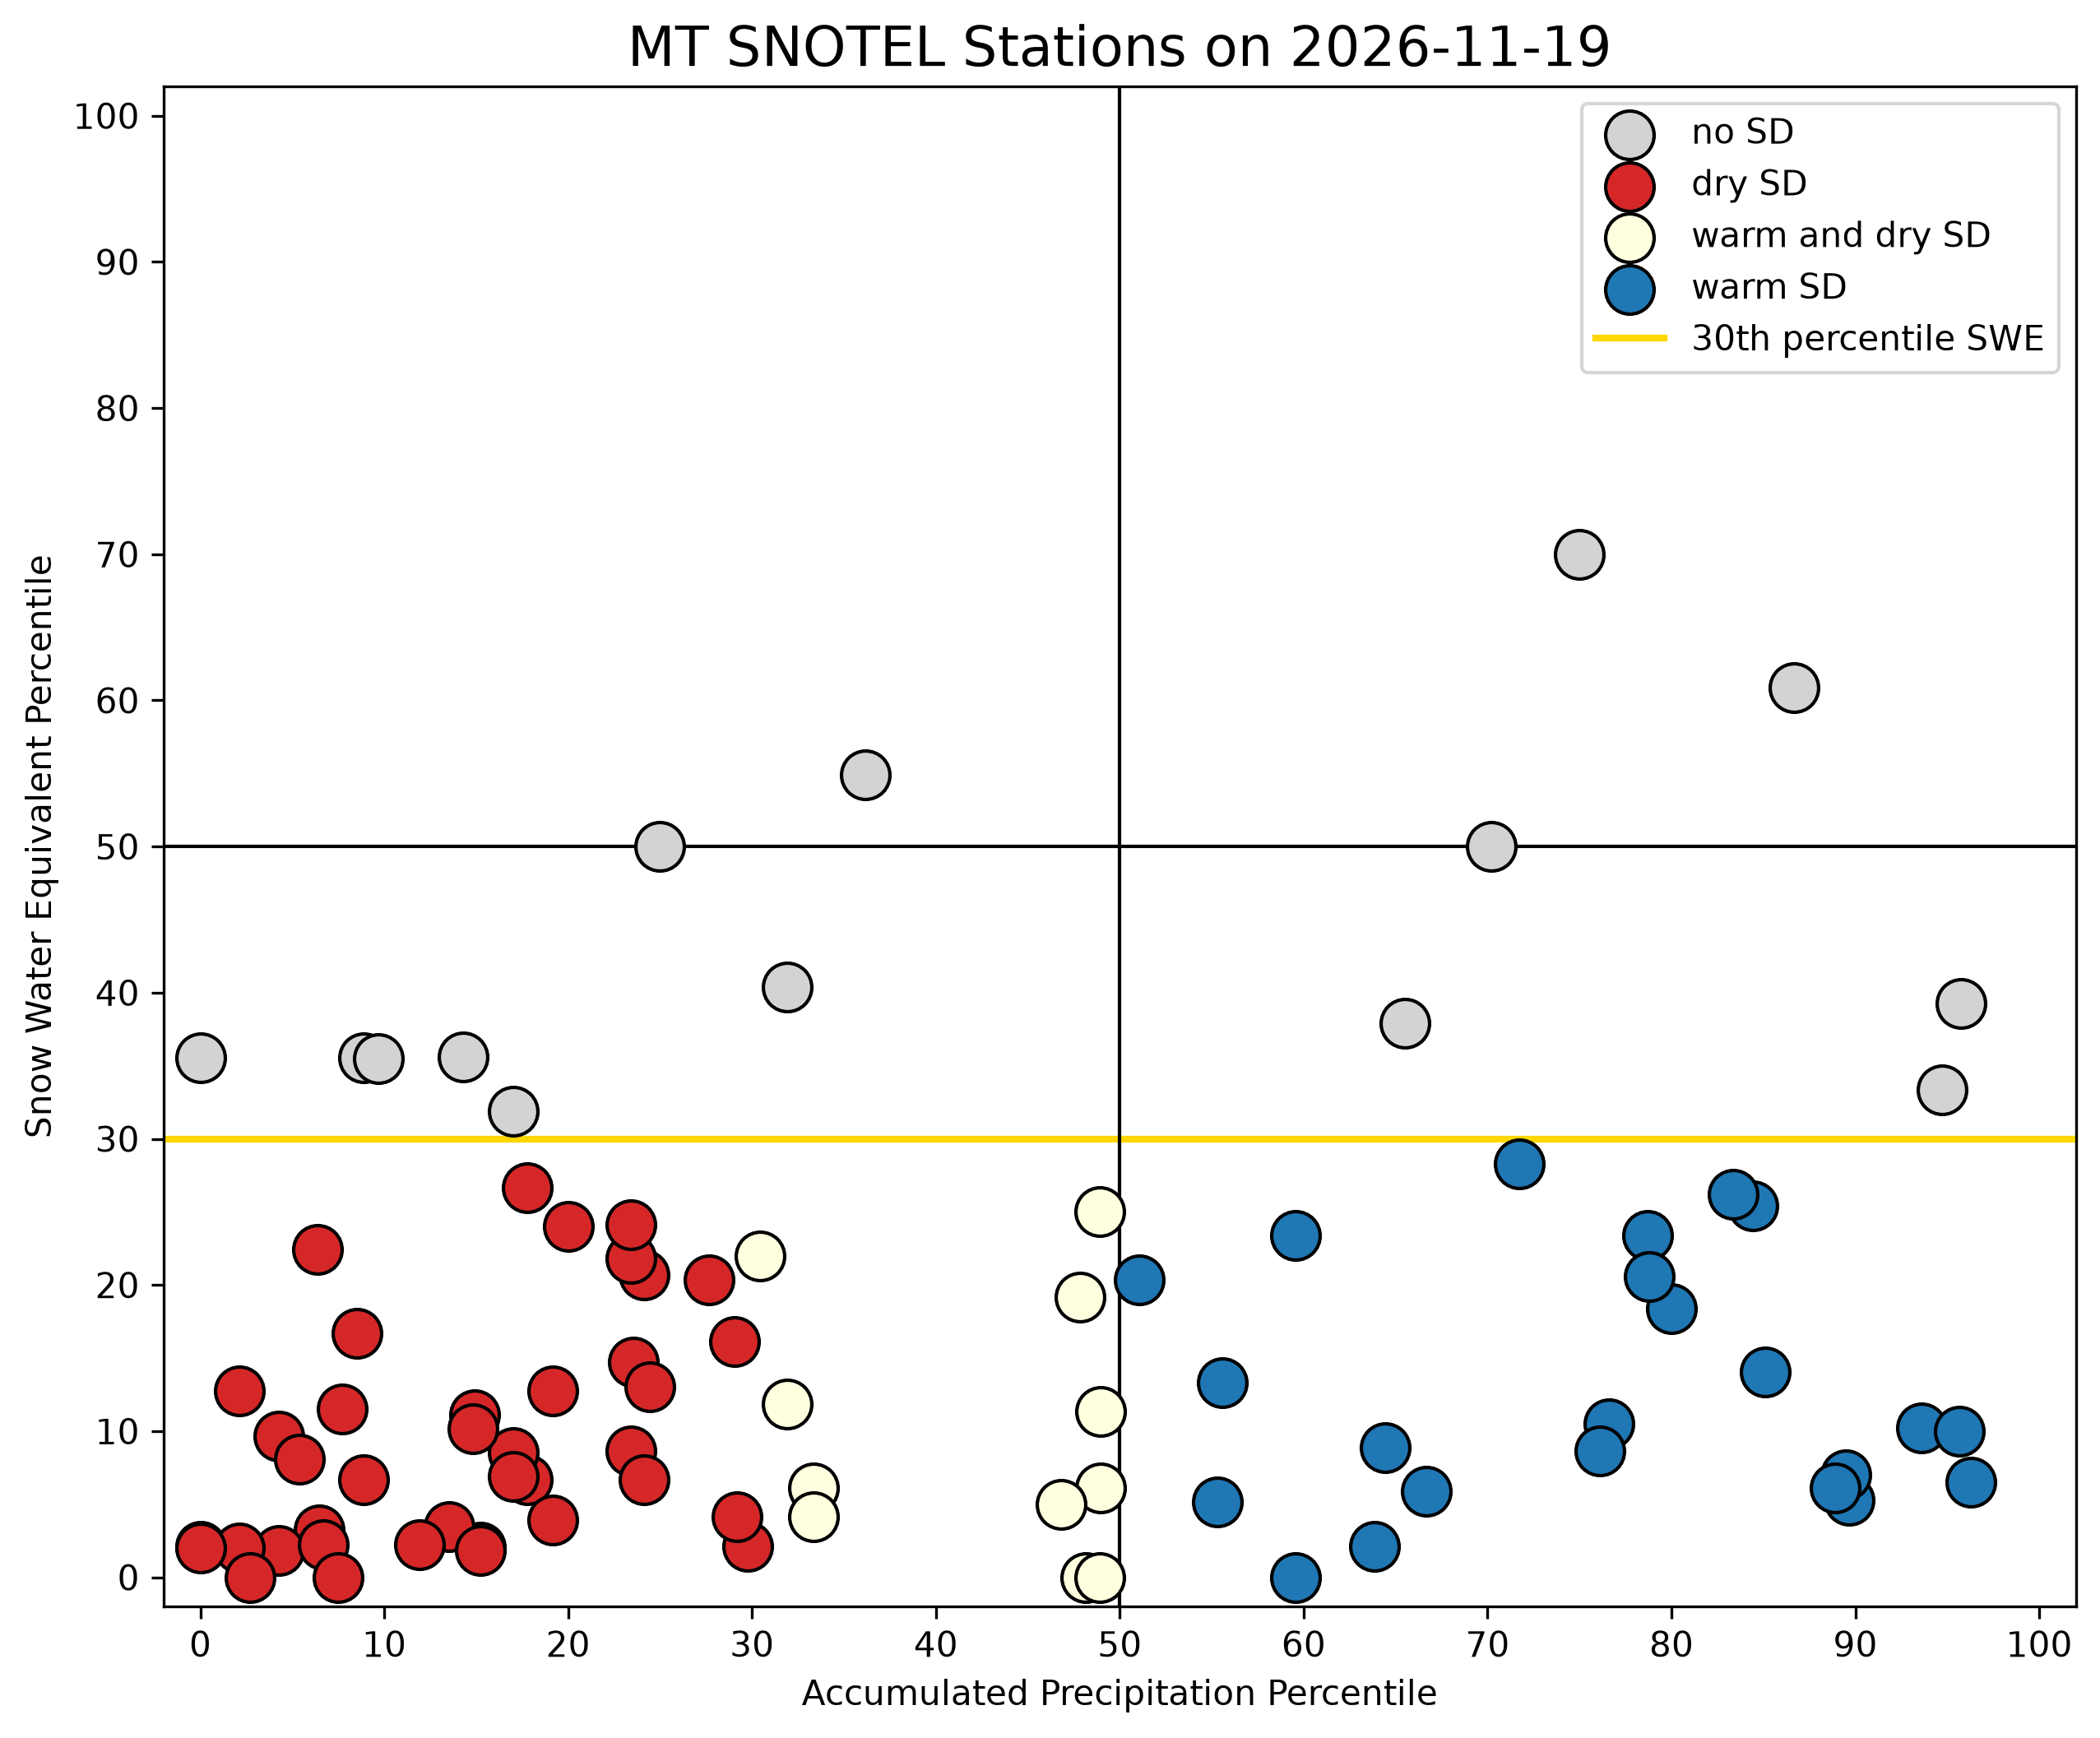 MT SNOTEL Stations on 2026-11-19
no SD
dry SD
warm and dry SD
warm SD
30th percentile SWE
100
90
80
70
60
50
40
30
20
10
0
Snow Water Equivalent Percentile
0 10 20 30 40 50 60 70 80 90 100
Accumulated Precipitation Percentile